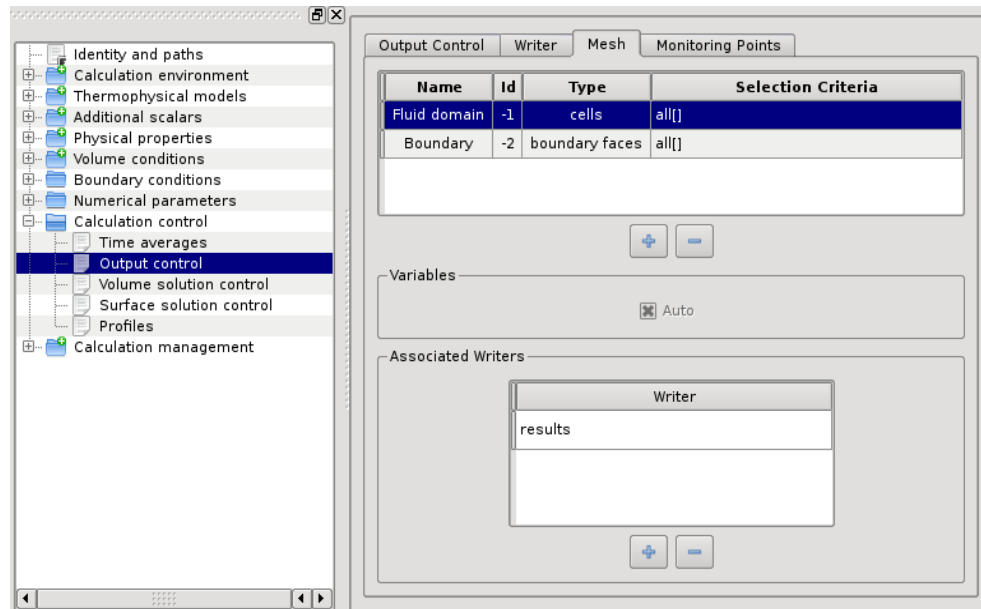 Identity and paths
Calculation environment
Thermophysical models
Additional scalars
Physical properties
Volume conditions
Boundary conditions
Numerical parameters
Calculation control
Time averages
Output control
Volume solution control
Surface solution control
Profiles
Calculation management
Output Control Writer Mesh Monitoring Points
Name Id Type Selection Criteria
Fluid domain -1 cells all[]
Boundary -2 boundary faces all[]
Variables
Auto
Associated Writers
Writer
results